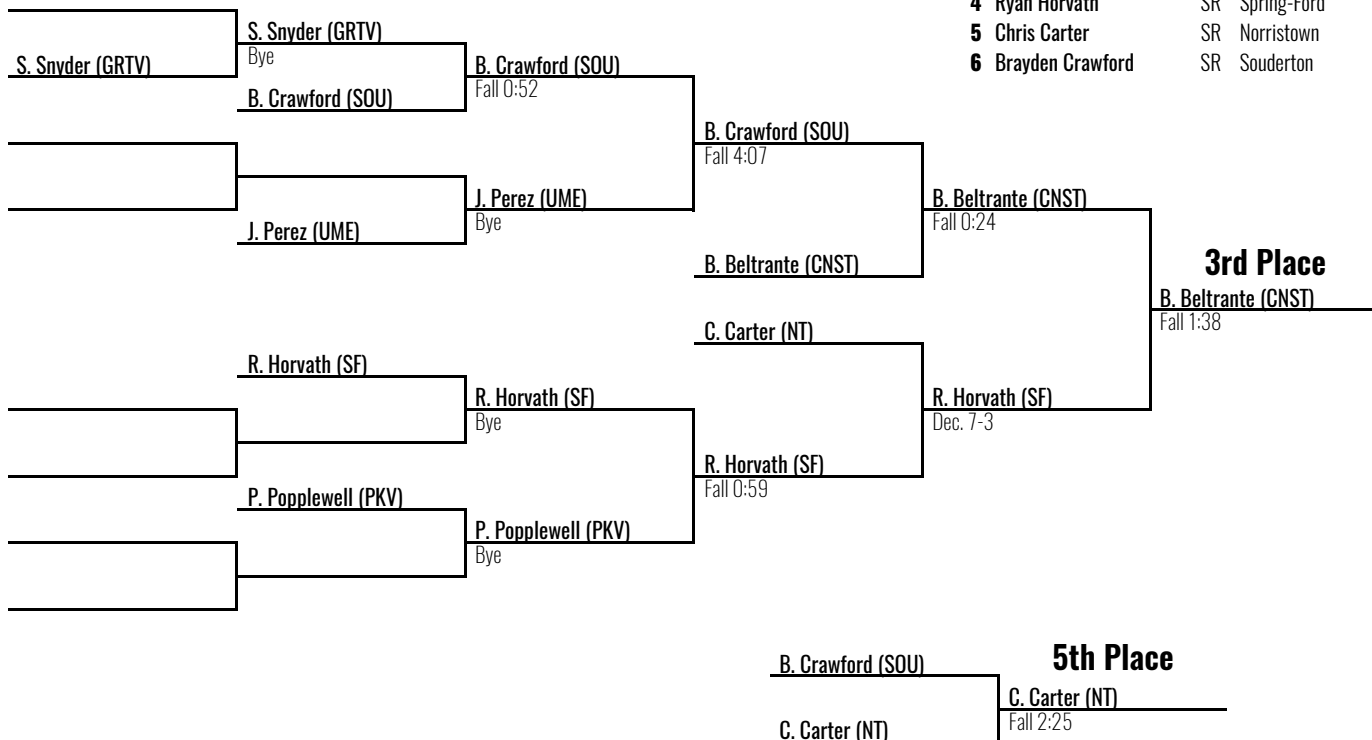 4 Ryan Horvath SR Spring-Ford
5 Chris Carter SR Norristown
6 Brayden Crawford SR Souderton
S. Snyder (GRTV)
S. Snyder (GRTV)
Bye
B. Crawford (SOU)
B. Crawford (SOU)
Fall 0:52
J. Perez (UME)
J. Perez (UME)
Bye
B. Crawford (SOU)
Fall 4:07
B. Beltrante (CNST)
B. Beltrante (CNST)
Fall 0:24
3rd Place
B. Beltrante (CNST)
Fall 1:38
C. Carter (NT)
R. Horvath (SF)
R. Horvath (SF)
Bye
R. Horvath (SF)
Dec. 7-3
R. Horvath (SF)
Fall 0:59
P. Popplewell (PKV)
P. Popplewell (PKV)
Bye
5th Place
B. Crawford (SOU)
C. Carter (NT)
Fall 2:25
C. Carter (NT)